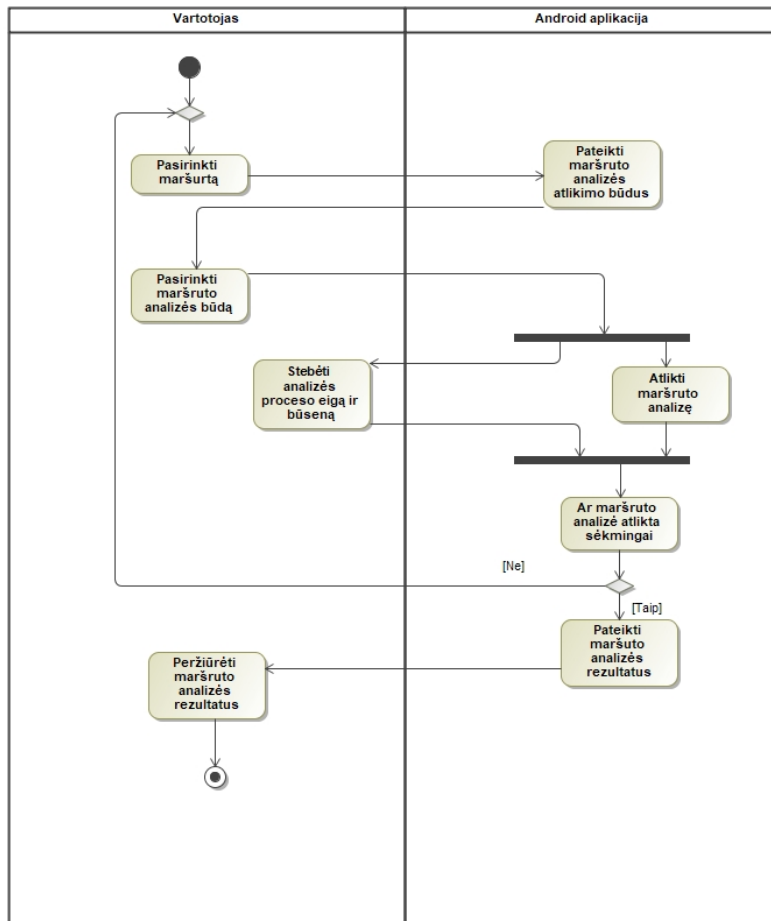 Vartotojas
Android aplikacija
Pasirinkti
maršurtą
Pateikti
maršruto
analizės
atlikimo būdus
Pasirinkti
maršruto
analizės būdą
Stebėti
analizės
proceso eigą ir
būseną
Atlikti
maršruto
analizę
Ar maršruto
analizė atlikta
sėkmingai
[Ne]
[Taip]
Pateikti
maršuto
analizės
rezultatus
Peržiūrėti
maršruto
analizės
rezultatus